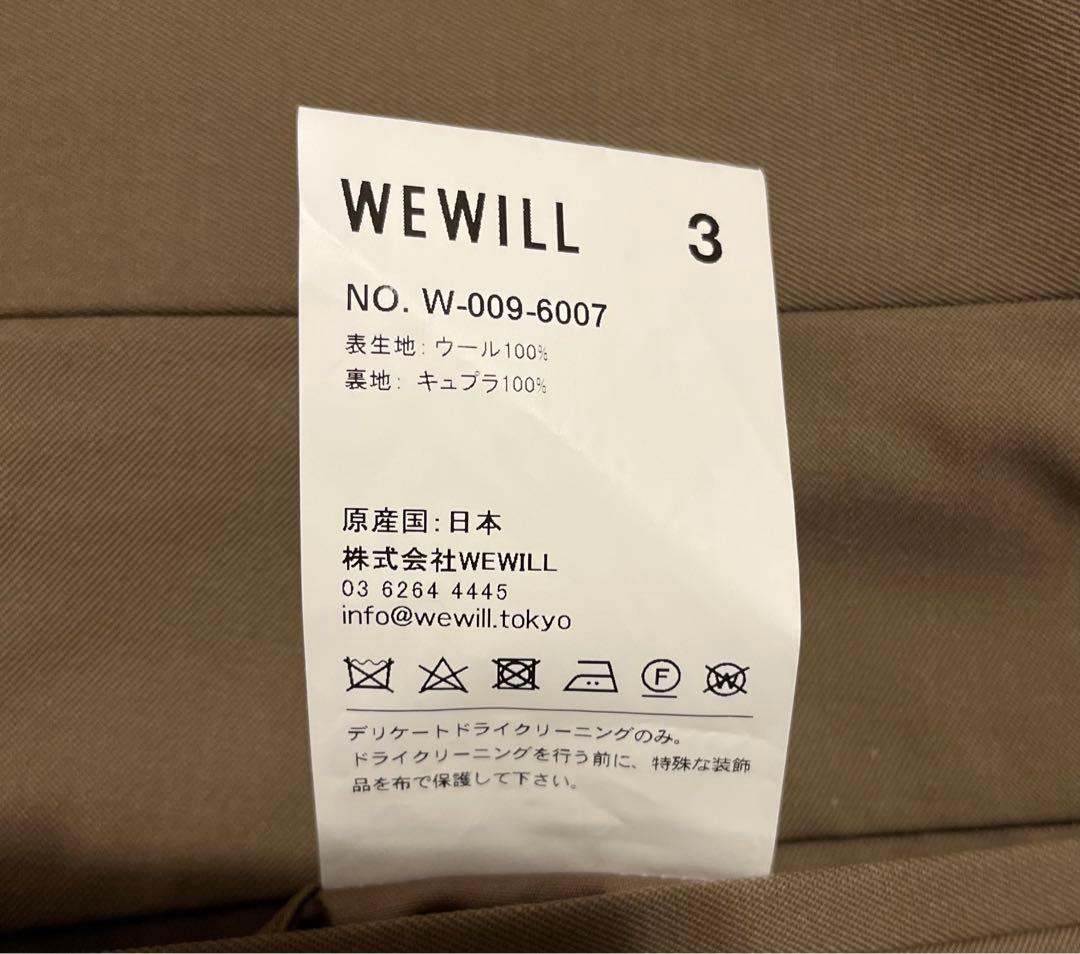 WEWILL 3
NO. W-009-6007
表生地: ウール100%
裏地: キュプラ100%
原産国:日本
株式会社WEWILL
03 6264 4445
info@wewill.tokyo
F W
デリケートドライクリーニングのみ。
ドライクリーニングを行う前に、特殊な装飾
品を布で保護して下さい。